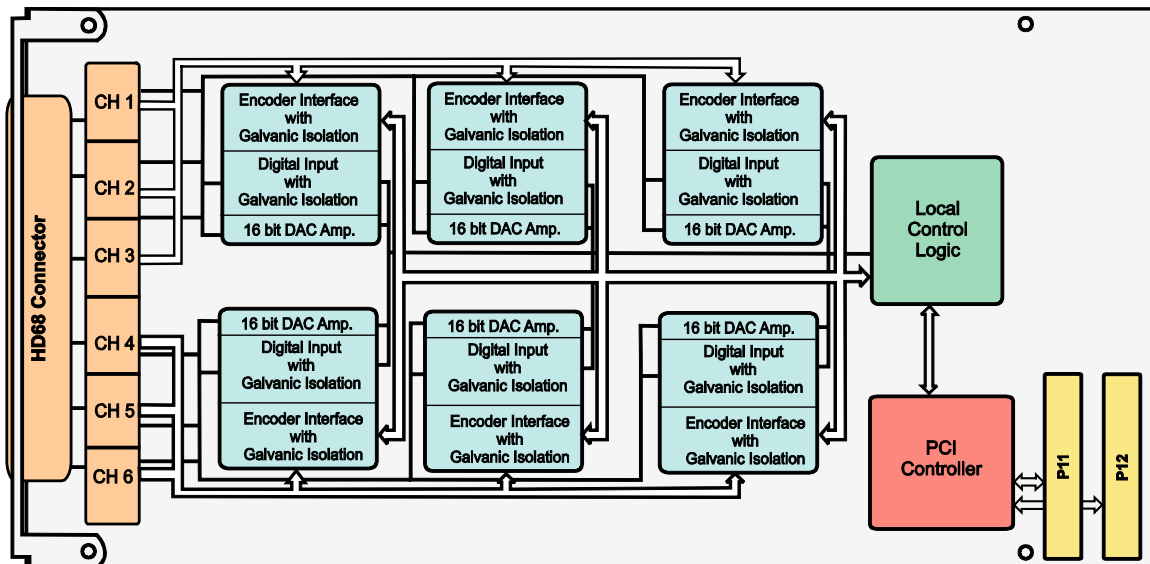 HD68 Connector
CH 1
CH 2
CH 3
CH 4
CH 5
CH 6
Encoder Interface
with
Galvanic Isolation
Digital Input
with
Galvanic Isolation
16 bit DAC Amp.
Encoder Interface
with
Galvanic Isolation
Digital Input
with
Galvanic Isolation
16 bit DAC Amp.
Encoder Interface
with
Galvanic Isolation
Digital Input
with
Galvanic Isolation
16 bit DAC Amp.
16 bit DAC Amp.
Digital Input
with
Galvanic Isolation
Encoder Interface
with
Galvanic Isolation
16 bit DAC Amp.
Digital Input
with
Galvanic Isolation
Encoder Interface
with
Galvanic Isolation
16 bit DAC Amp.
Digital Input
with
Galvanic Isolation
Encoder Interface with
Galvanic Isolation
Local
Control
Logic
PCI
Controller
P11
P12